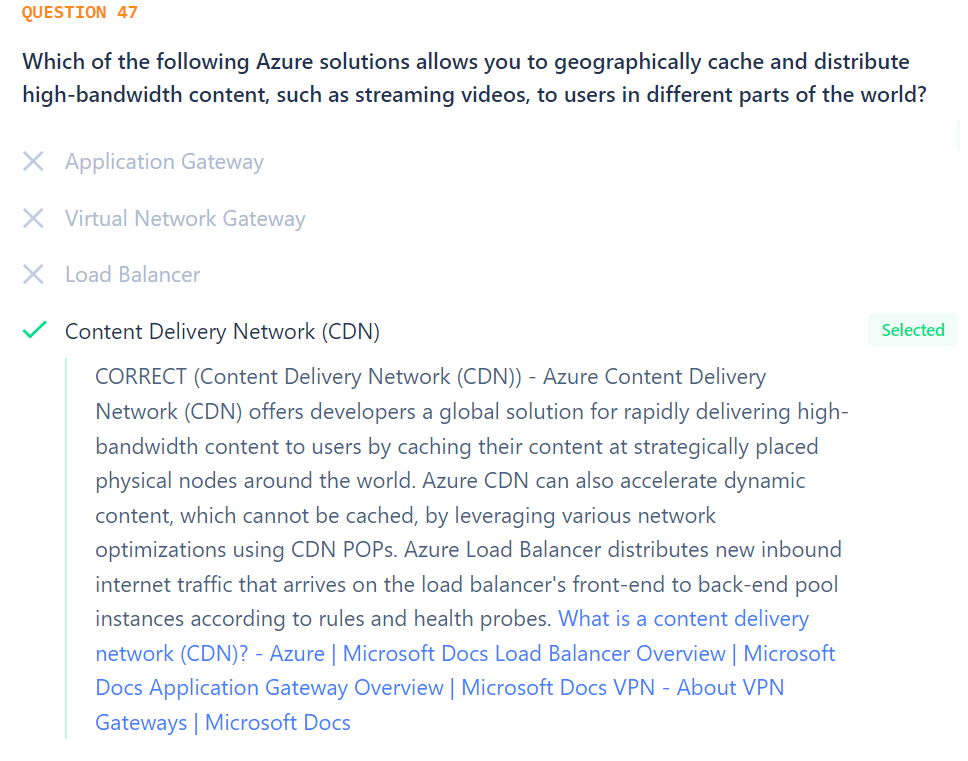 QUESTION 47
Which of the following Azure solutions allows you to geographically cache and distribute
high-bandwidth content, such as streaming videos, to users in different parts of the world?
Application Gateway
Virtual Network Gateway
Load Balancer
Content Delivery Network (CDN)
Selected
CORRECT (Content Delivery Network (CDN)) - Azure Content Delivery
Network (CDN) offers developers a global solution for rapidly delivering high-
bandwidth content to users by caching their content at strategically placed
physical nodes around the world. Azure CDN can also accelerate dynamic
content, which cannot be cached, by leveraging various network
optimizations using CDN POPs. Azure Load Balancer distributes new inbound
internet traffic that arrives on the load balancer's front-end to back-end pool
instances according to rules and health probes. What is a content delivery
network (CDN)? - Azure | Microsoft Docs Load Balancer Overview | Microsoft
Docs Application Gateway Overview | Microsoft Docs VPN - About VPN
Gateways | Microsoft Docs